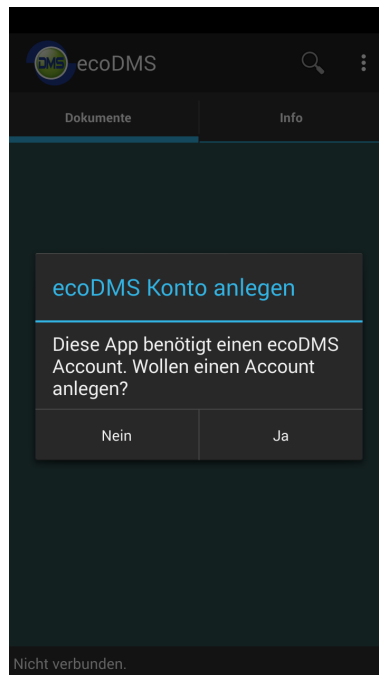 DMS ecoDMS
Dokumente Info
ecoDMS Konto anlegen
Diese App benötigt einen ecoDMS
Account. Wollen einen Account
anlegen?
Nein Ja
Nicht verbunden.